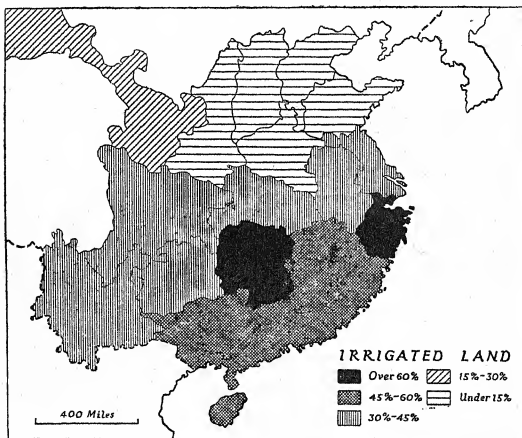 IRRIGATED LAND
Over 60% 15%-30%
45%-60% Under 15%
30%-45%
400 Miles